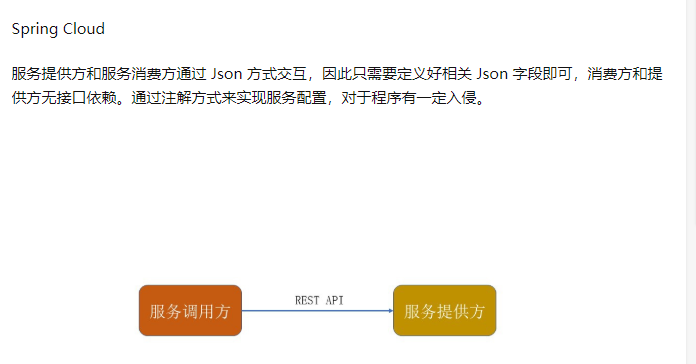 Spring Cloud
服务提供方和服务消费方通过 Json 方式交互，因此只需要定义好相关 Json 字段即可，消费方和提
供方无接口依赖。通过注解方式来实现服务配置，对于程序有一定入侵。
REST API
服务调用方
服务提供方